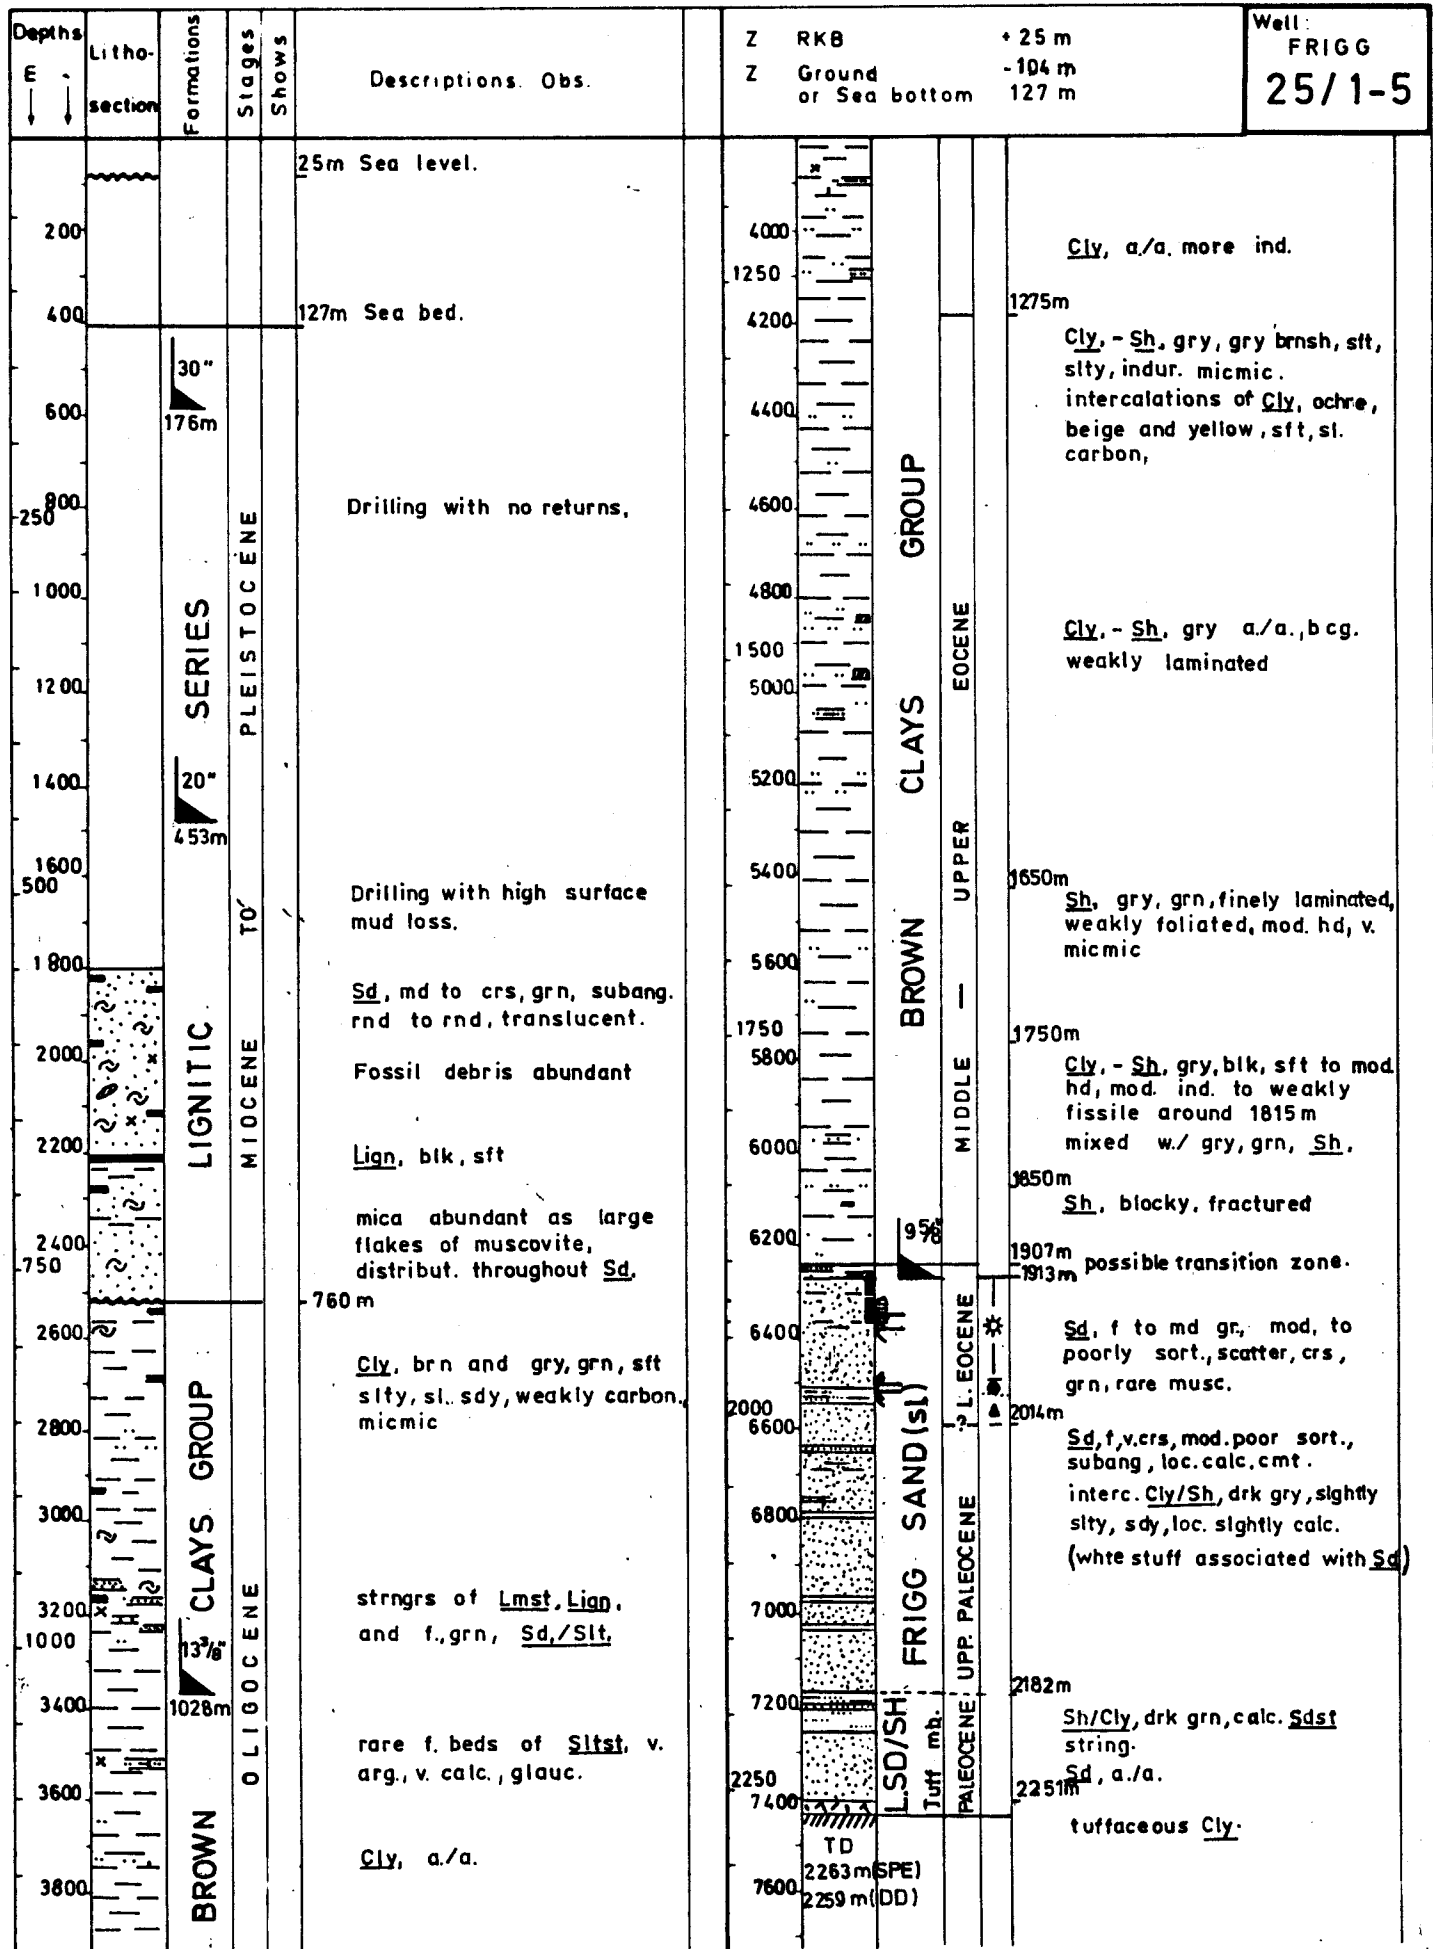 Depths
E
Litho-
section
Formations
Stages
Shows
Descriptions. Obs.
Z RKB + 25 m
Z Ground -104 m
or Sea bottom 127 m
Well:
FRIGG
25/1-5
25m Sea level.
200
127m Sea bed.
400
30"
600
176m
800
250
Drilling with no returns,
1000
1200
1400
20"
453m
1600
500
Drilling with high surface
mud loss.
1800
Sd, md to crs, grn, subang.
rnd to rnd, translucent.
2000
Fossil debris abundant
2200
Lign, blk, sft
mica abundant as large
flakes of muscovite,
distribut. throughout Sd,
2400
750
760 m
2600
Cly, brn and gry, grn, sft
slty, sl. sdy, weakly carbon.,
micmic
2800
3000
strngrs of Lmst, Lign,
and f., grn, Sd,/Slt,
3200
1000
13 3/8"
1028m
3400
rare f. beds of Sltst, v.
arg., v. calc., glauc.
3600
Cly, a./a.
3800
LIGNITIC SERIES
BROWN CLAYS GROUP
MIOCENE TO PLEISTOCENE
OLIGOCENE
4000
Cly, a./a. more ind.
1250
1275m
4200
Cly, - Sh, gry, gry brnsh, sft,
slty, indur. micmic.
intercalations of Cly, ochre,
beige and yellow, sft, sl.
carbon,
4400
4600
4800
Cly, - Sh, gry a./a., bcg.
weakly laminated
1500
5000
5200
5400
1650m
Sh, gry, grn, finely laminated,
weakly foliated, mod. hd, v.
micmic
5600
1750
1750m
5800
Cly, - Sh, gry, blk, sft to mod.
hd, mod. ind. to weakly
fissile around 1815m
mixed w./ gry, grn, Sh,
6000
1850m
Sh, blocky, fractured
6200
9 5/8"
1907m
1913m
possible transition zone.
6400
Sd, f to md gr., mod, to
poorly sort., scatter, crs,
grn, rare musc.
2000
2014m
6600
Sd, f, v.crs, mod. poor sort.,
subang, loc. calc, cmt.
interc. Cly/Sh, drk gry, slghtly
slty, sdy, loc. slghtly calc.
(whte stuff associated with Sd)
6800
7000
2182m
7200
Sh/Cly, drk grn, calc. Sdst
string.
Sd, a./a.
2250
2251m
7400
tuffaceous Cly.
TD
2263m(SPE)
2259m(DD)
7600
BROWN CLAYS GROUP
FRIGG SAND(sl)
L.SD/SH
Tuff mb.
MIDDLE — UPPER EOCENE
? L. EOCENE
UPP. PALEOCENE
PALEOCENE